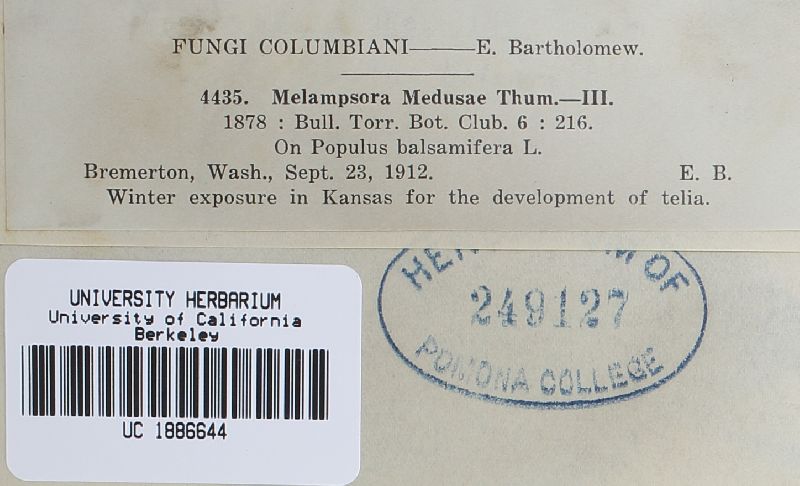 FUNGI COLUMBIANI——E. Bartholomew.
4435. Melampsora Medusae Thum.—III.
1878 : Bull. Torr. Bot. Club. 6 : 216.
On Populus balsamifera L.
Bremerton, Wash., Sept. 23, 1912. E. B.
Winter exposure in Kansas for the development of telia.
UNIVERSITY HERBARIUM
University of California
Berkeley
UC 1886644
OF
249127
POMONA COLLEGE